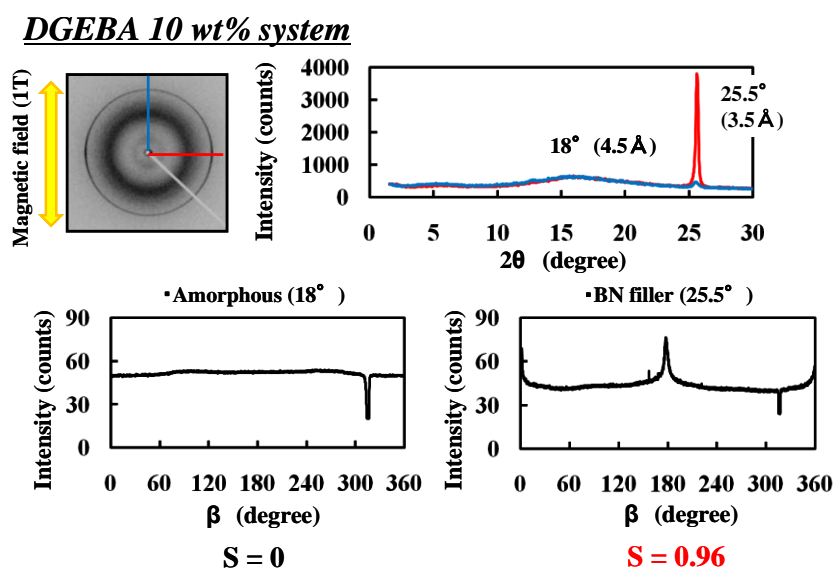 DGEBA 10 wt% system
Magnetic field (1T)
Intensity (counts)
4000
3000
2000
1000
0
25.5°
(3.5Å)
18° (4.5Å)
0 5 10 15 20 25 30
2θ (degree)
▪Amorphous (18°)
Intensity (counts)
90
60
30
0
0 60 120 180 240 300 360
β (degree)
S = 0
▪BN filler (25.5°)
Intensity (counts)
90
60
30
0
0 60 120 180 240 300 360
β (degree)
S = 0.96